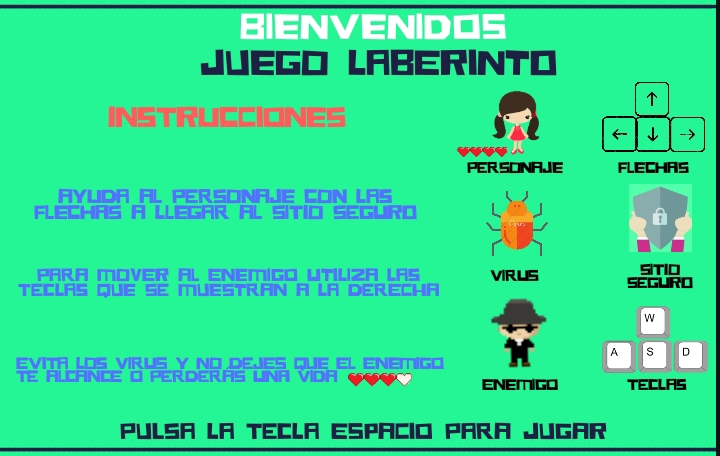 BIENVENIDOS
JUEGO LABERINTO
INSTRUCCIONES
PERSONAJE
FLECHAS
AYUDA AL PERSONAJE CON LAS
FLECHAS A LLEGAR AL SITIO SEGURO
VIRUS
SITIO
SEGURO
PARA MOVER AL ENEMIGO UTILIZA LAS
TECLAS QUE SE MUESTRAN A LA DERECHA
W
A S D
ENEMIGO
TECLAS
EVITA LOS VIRUS Y NO DEJES QUE EL ENEMIGO
TE ALCANCE O PERDERAS UNA VIDA
PULSA LA TECLA ESPACIO PARA JUGAR